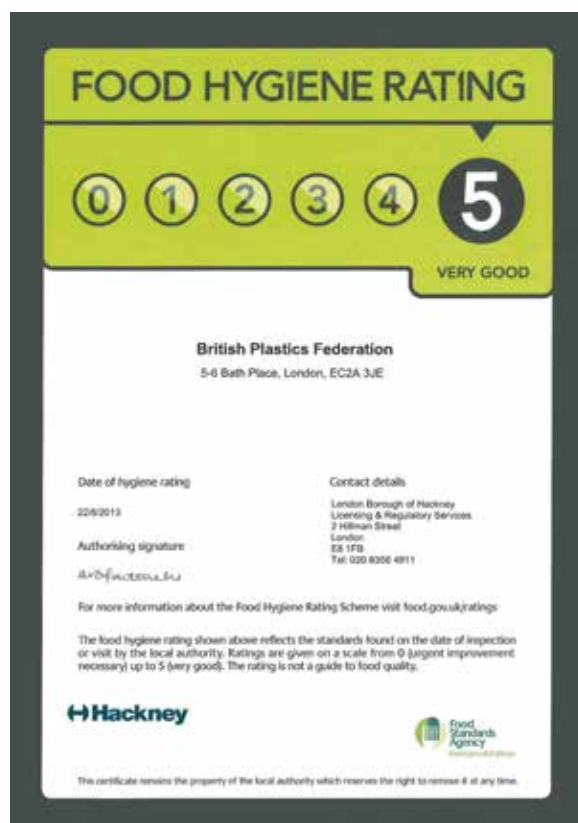 FOOD HYGIENE RATING
0 1 2 3 4 5
VERY GOOD
British Plastics Federation
5-6 Bath Place, London, EC2A 3JE
Date of hygiene rating
22/8/2013
Authorising signature
Contact details
London Borough of Hackney
Licensing & Regulatory Services
2 Hillman Street
London
E8 1FB
Tel: 020 8356 4911
For more information about the Food Hygiene Rating Scheme visit food.gov.uk/ratings
The food hygiene rating shown above reflects the standards found on the date of inspection
or visit by the local authority. Ratings are given on a scale from 0 (urgent improvement
necessary) up to 5 (very good). The rating is not a guide to food quality.
Hackney
Food
Standards
Agency
This certificate remains the property of the local authority which reserves the right to remove it at any time.